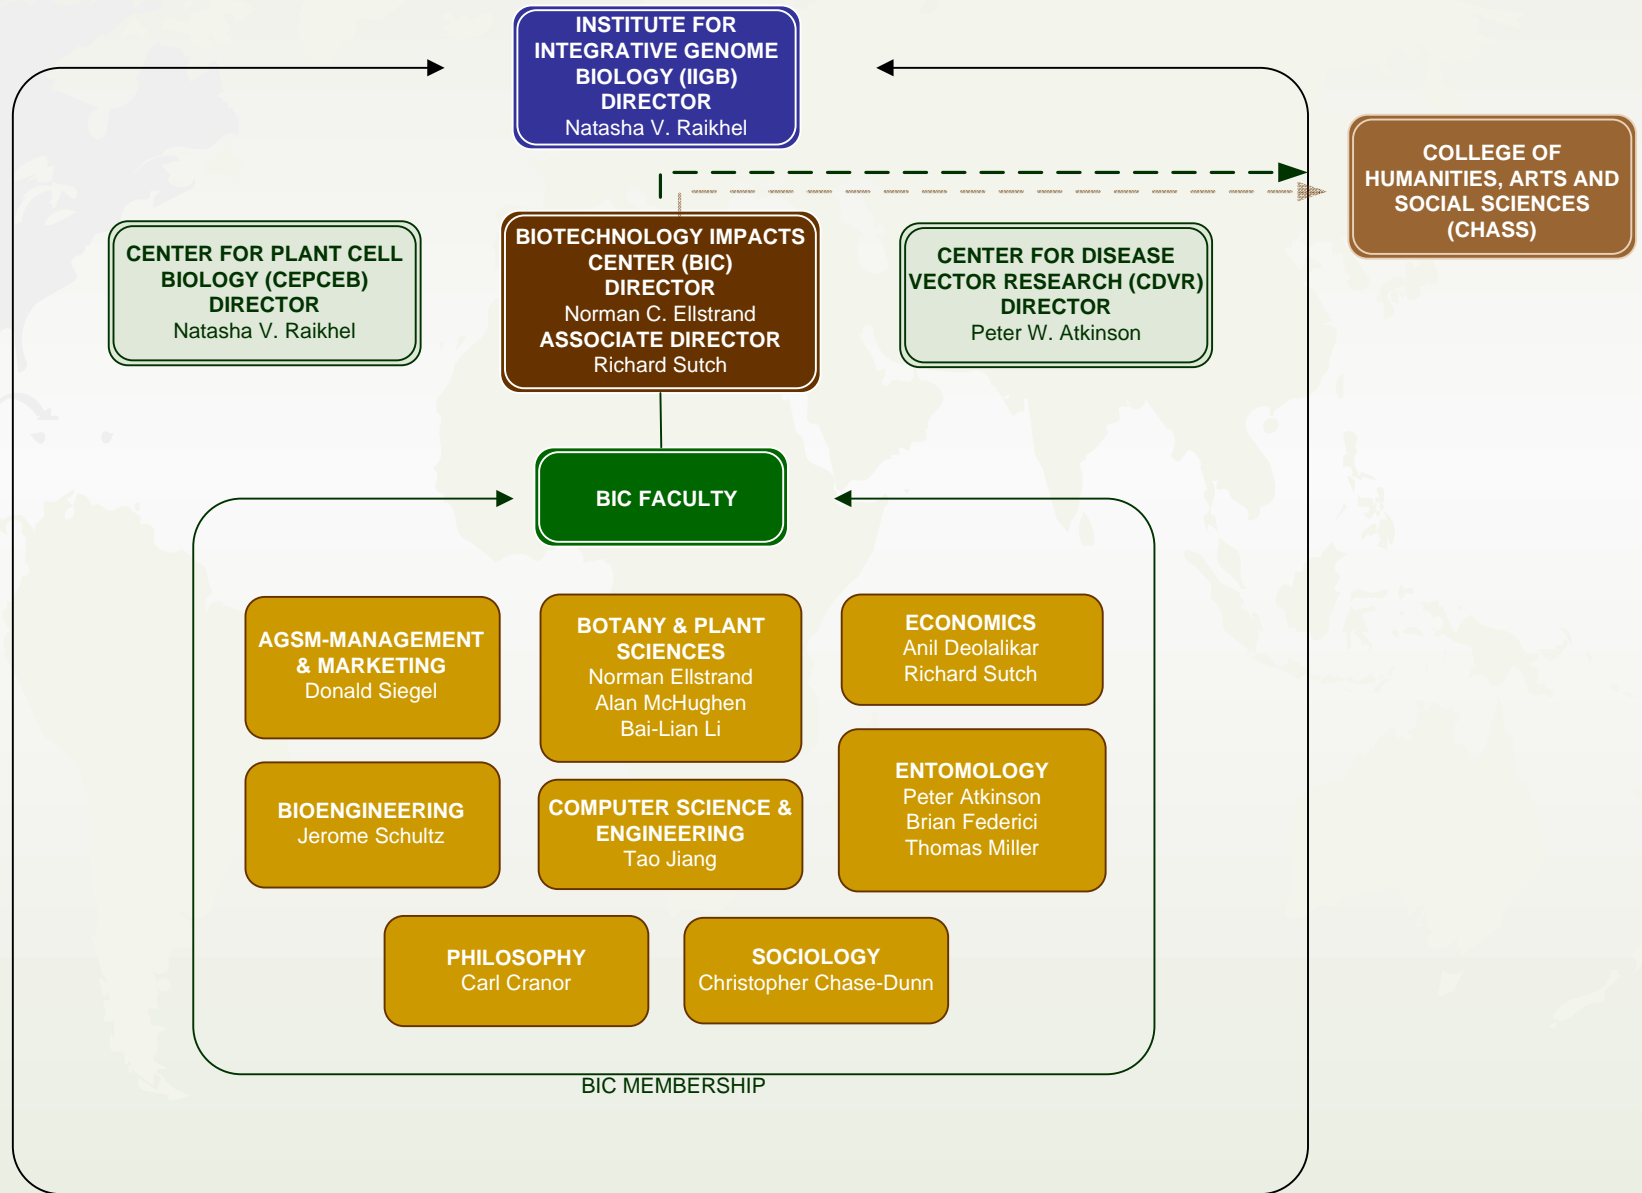 INSTITUTE FOR
INTEGRATIVE GENOME
BIOLOGY (IIGB)
DIRECTOR
Natasha V. Raikhel
COLLEGE OF
HUMANITIES, ARTS AND
SOCIAL SCIENCES
(CHASS)
CENTER FOR PLANT CELL
BIOLOGY (CEPCEB)
DIRECTOR
Natasha V. Raikhel
BIOTECHNOLOGY IMPACTS
CENTER (BIC)
DIRECTOR
Norman C. Ellstrand
ASSOCIATE DIRECTOR
Richard Sutch
CENTER FOR DISEASE
VECTOR RESEARCH (CDVR)
DIRECTOR
Peter W. Atkinson
BIC FACULTY
AGSM-MANAGEMENT
& MARKETING
Donald Siegel
BOTANY & PLANT
SCIENCES
Norman Ellstrand
Alan McHughen
Bai-Lian Li
ECONOMICS
Anil Deolalikar
Richard Sutch
BIOENGINEERING
Jerome Schultz
COMPUTER SCIENCE &
ENGINEERING
Tao Jiang
ENTOMOLOGY
Peter Atkinson
Brian Federici
Thomas Miller
PHILOSOPHY
Carl Cranor
SOCIOLOGY
Christopher Chase-Dunn
BIC MEMBERSHIP